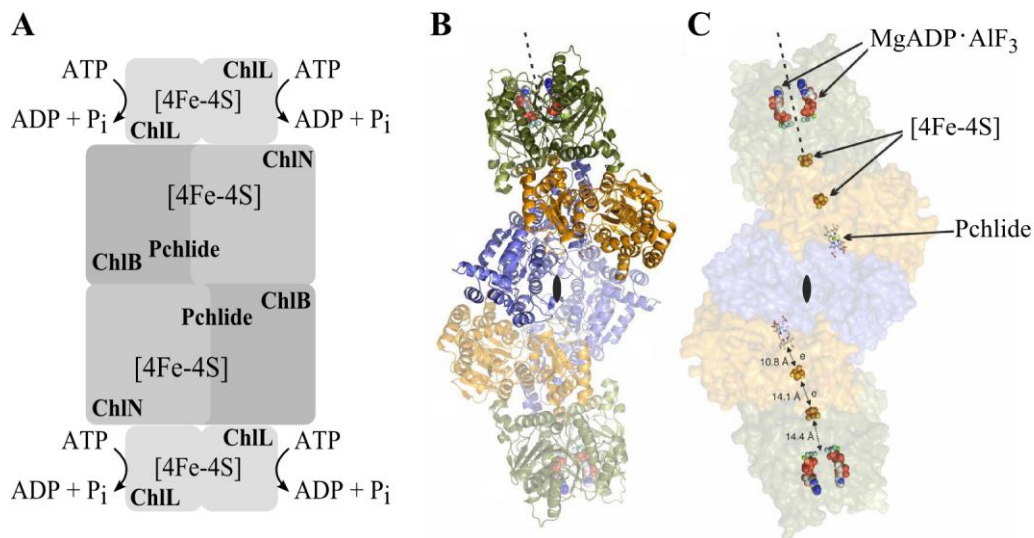 A
ATP
ChlL
ATP
[4Fe-4S]
ADP + Pi
ChlL
ADP + Pi
ChlN
[4Fe-4S]
ChlB
Pchlide
ChlB
Pchlide
[4Fe-4S]
ChlN
ATP
ChlL
ATP
[4Fe-4S]
ADP + Pi
ChlL
ADP + Pi
B
C
MgADP·AlF3
[4Fe-4S]
Pchlide
10.8 Å
e
14.1 Å
e
14.4 Å